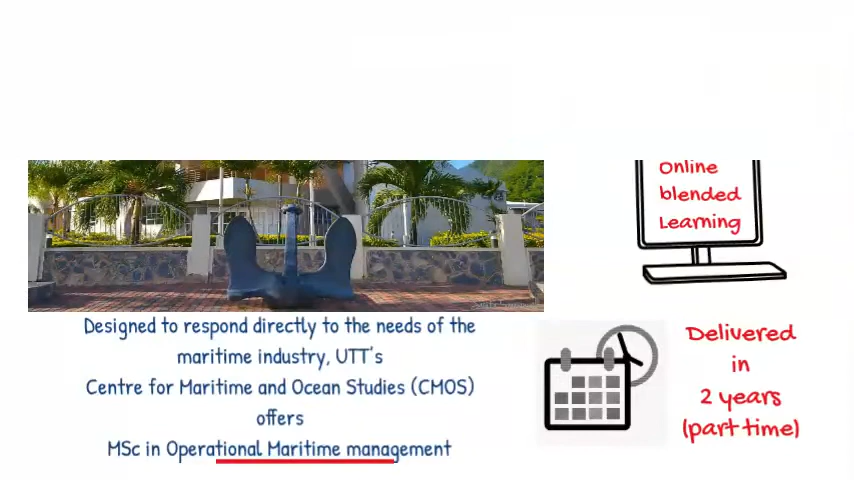 Online
blended
Learning
Designed to respond directly to the needs of the
maritime industry, UTT's
Centre for Maritime and Ocean Studies (CMOS)
offers
MSc in Operational Maritime management
Delivered
in
2 years
(part time)